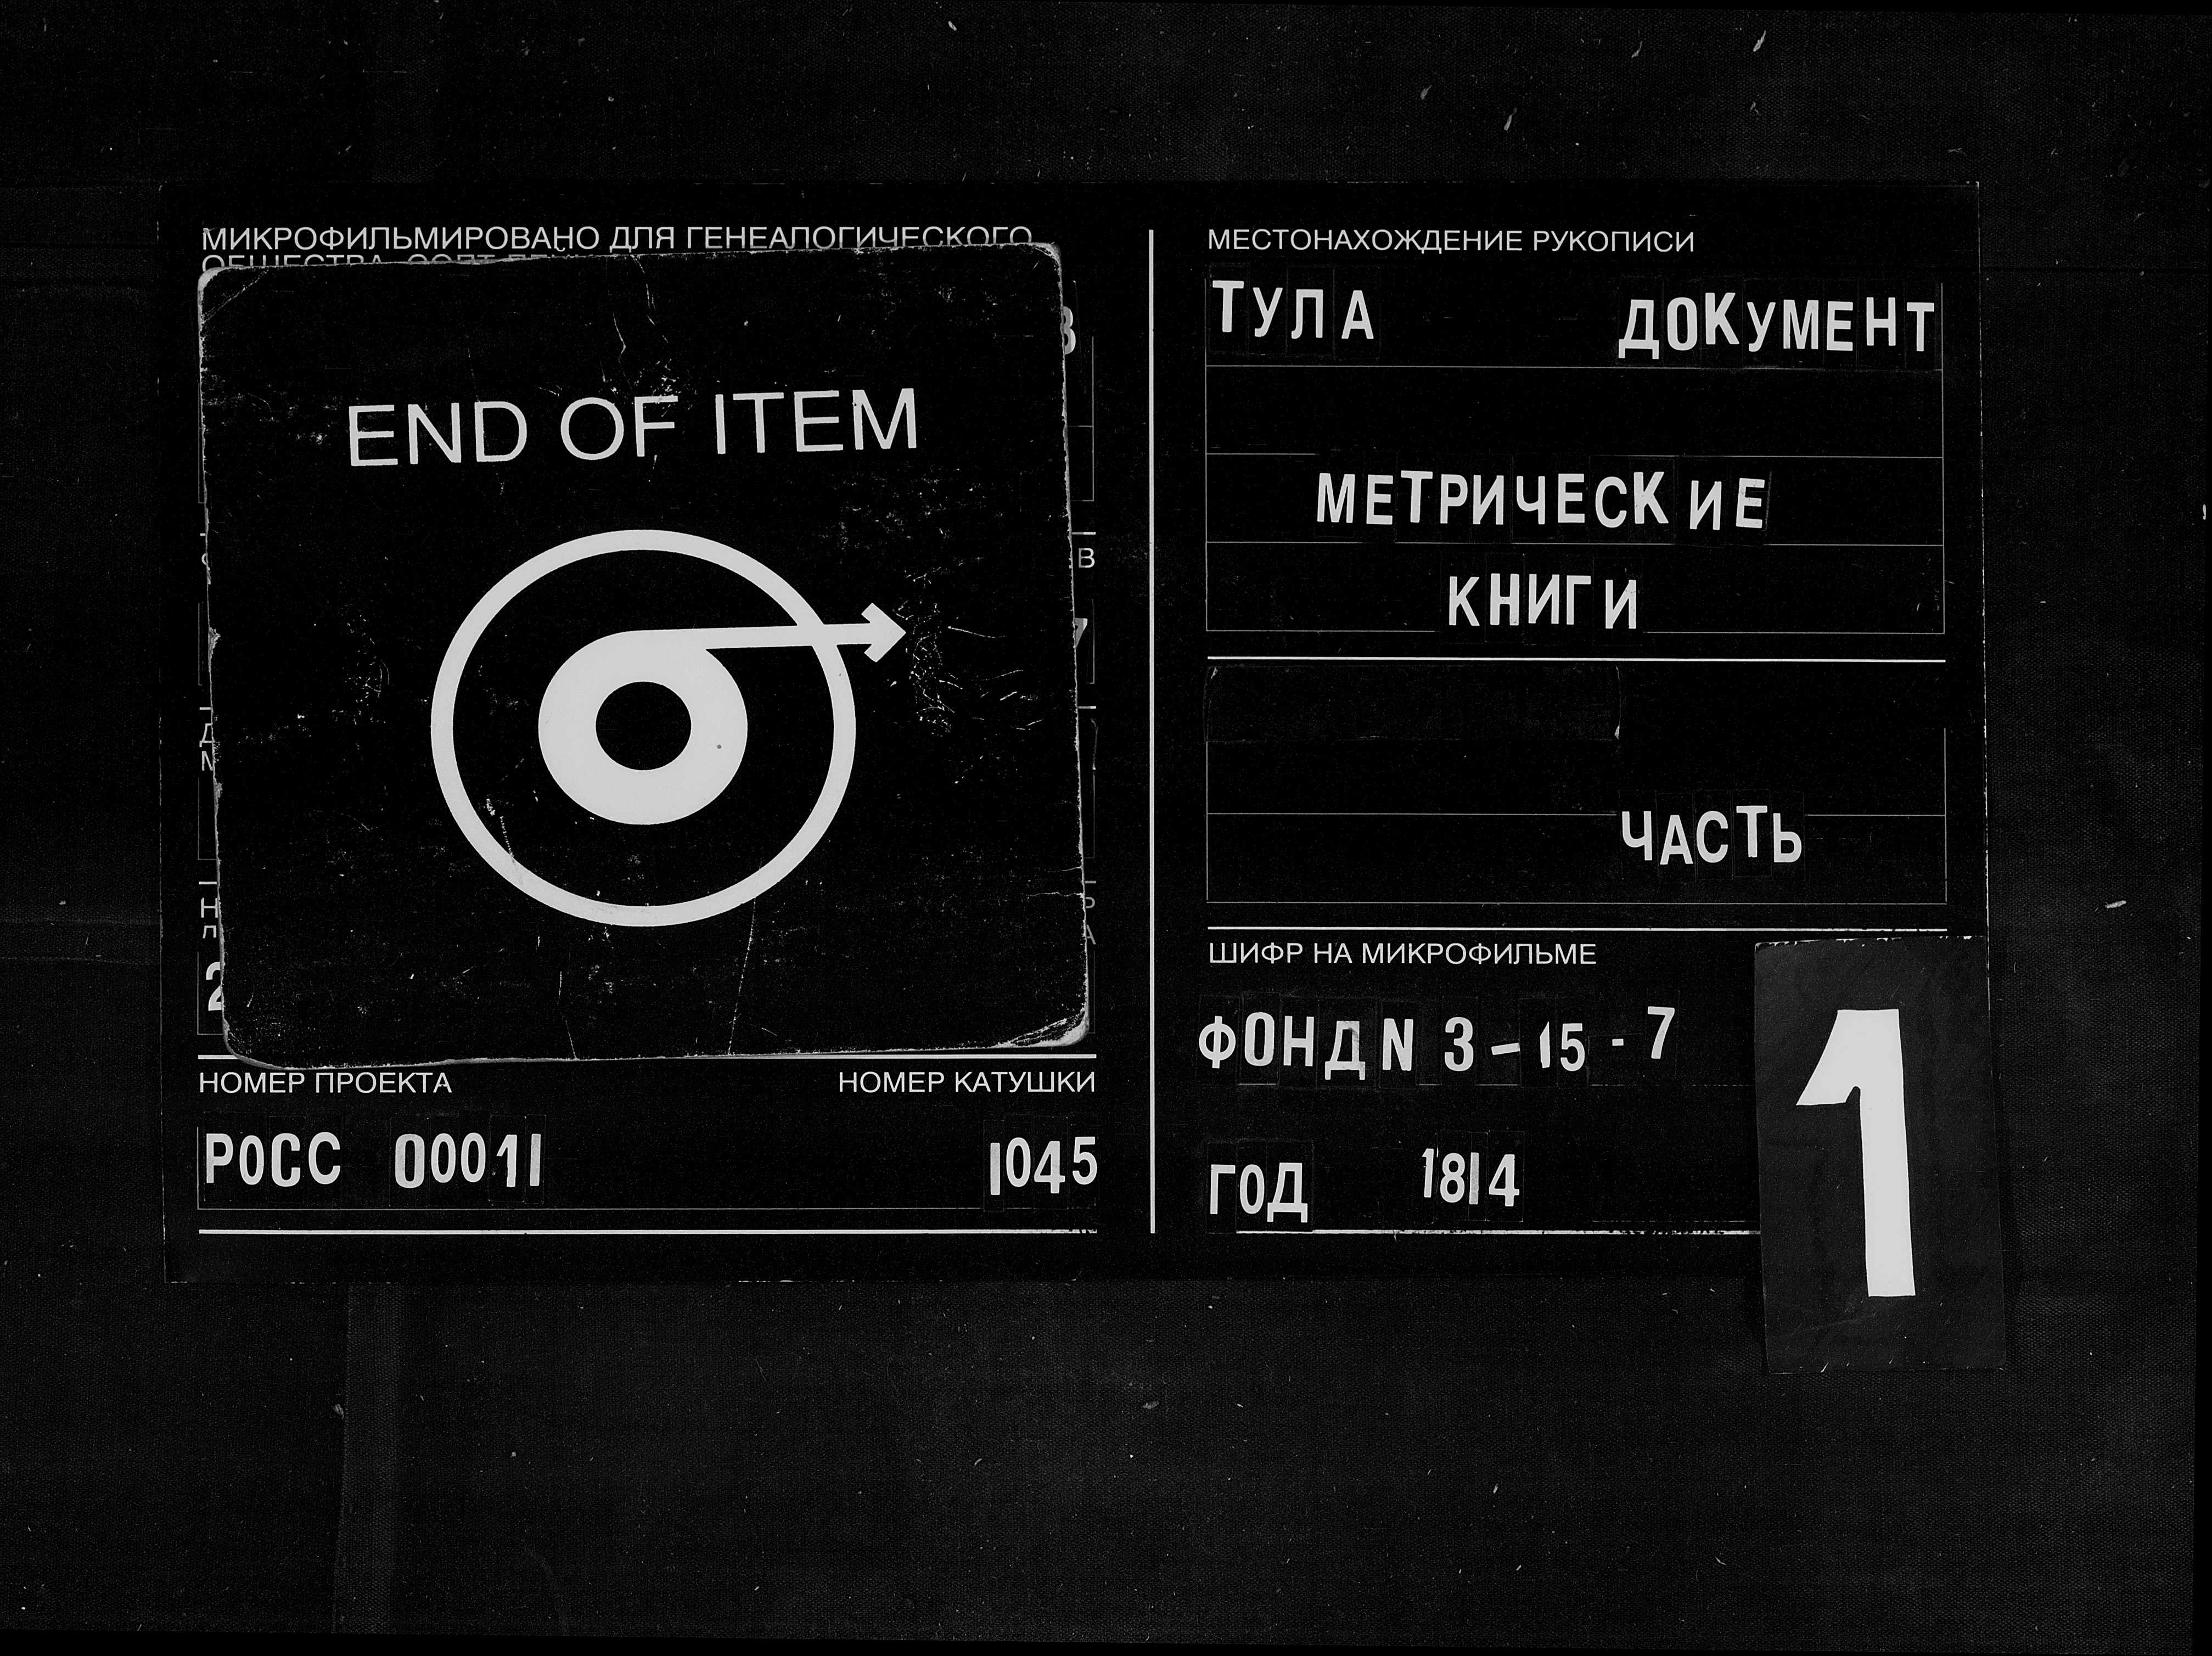 МИКРОФИЛЬМИРОВАНО ДЛЯ ГЕНЕАЛОГИЧЕСКОГО
END OF ITEM
НОМЕР ПРОЕКТА НОМЕР КАТУШКИ
РОСС 00011 1045
МЕСТОНАХОЖДЕНИЕ РУКОПИСИ
ТУЛА ДОКУМЕНТ
МЕТРИЧЕСКИЕ
КНИГИ
ЧАСТЬ
ШИФР НА МИКРОФИЛЬМЕ
ФОНД N 3-15-7
ГОД 1814
1